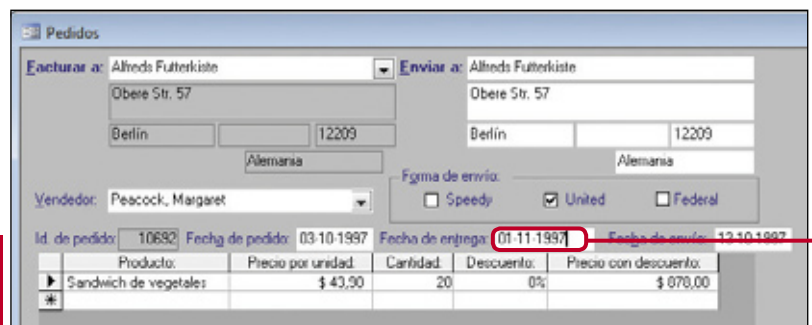 Pedidos
Facturar a: Alfreds Futterkiste Enviar a: Alfreds Futterkiste
Obere Str. 57 Obere Str. 57
Berlín 12209 Berlín 12209
Alemania Alemania
Forma de envío:
Vendedor: Peacock, Margaret Speedy United Federal
Id. de pedido: 10692 Fecha de pedido: 03-10-1997 Fecha de entrega: 01-11-1997 Fecha de envío: 13-10-1997
Producto: Precio por unidad: Cantidad: Descuento: Precio con descuento:
Sandwich de vegetales $ 43,90 20 0% $ 878,00